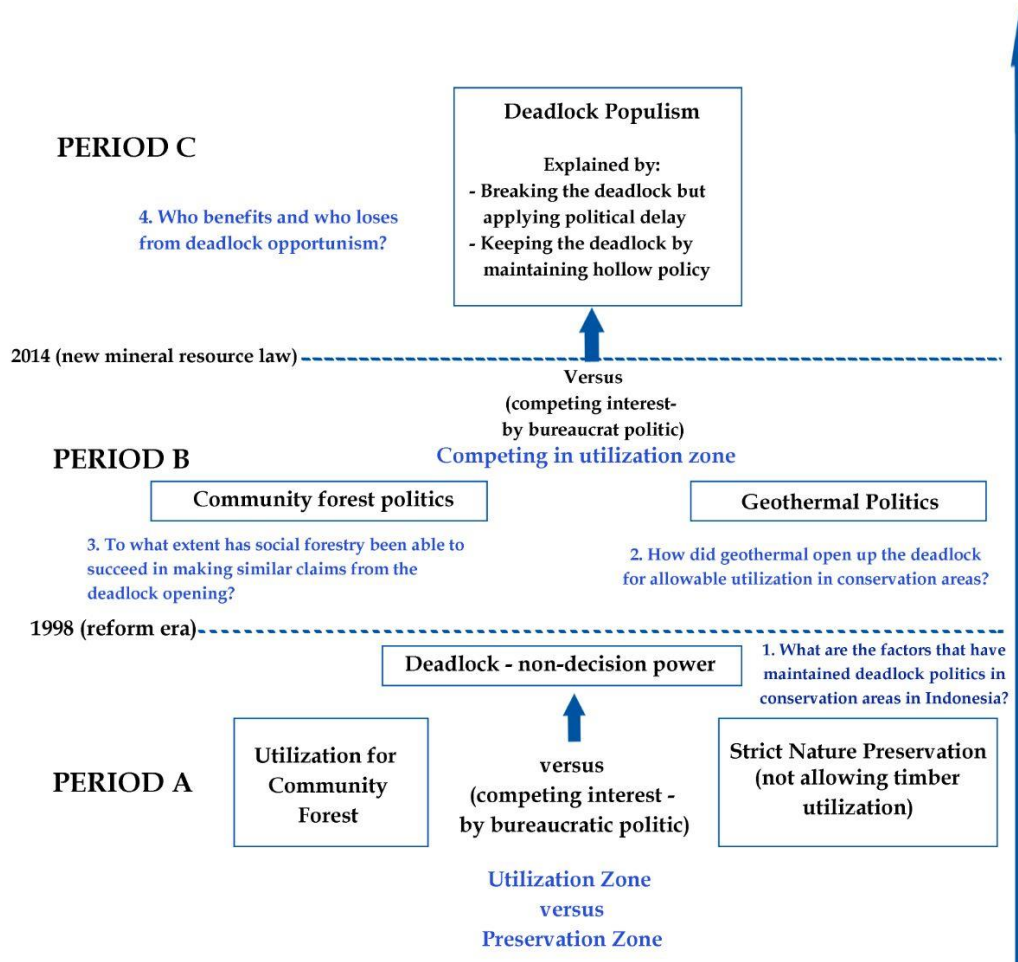 Deadlock Populism
PERIOD C
Explained by:
- Breaking the deadlock but
applying political delay
- Keeping the deadlock by
maintaining hollow policy
4. Who benefits and who loses
from deadlock opportunism?
2014 (new mineral resource law)
Versus
(competing interest-
by bureaucrat politic)
PERIOD B
Competing in utilization zone
Community forest politics
Geothermal Politics
3. To what extent has social forestry been able to
succeed in making similar claims from the
deadlock opening?
2. How did geothermal open up the deadlock
for allowable utilization in conservation areas?
1998 (reform era)
Deadlock - non-decision power
1. What are the factors that have
maintained deadlock politics in
conservation areas in Indonesia?
PERIOD A
Utilization for
Community
Forest
versus
(competing interest -
by bureaucratic politic)
Strict Nature Preservation
(not allowing timber
utilization)
Utilization Zone
versus
Preservation Zone